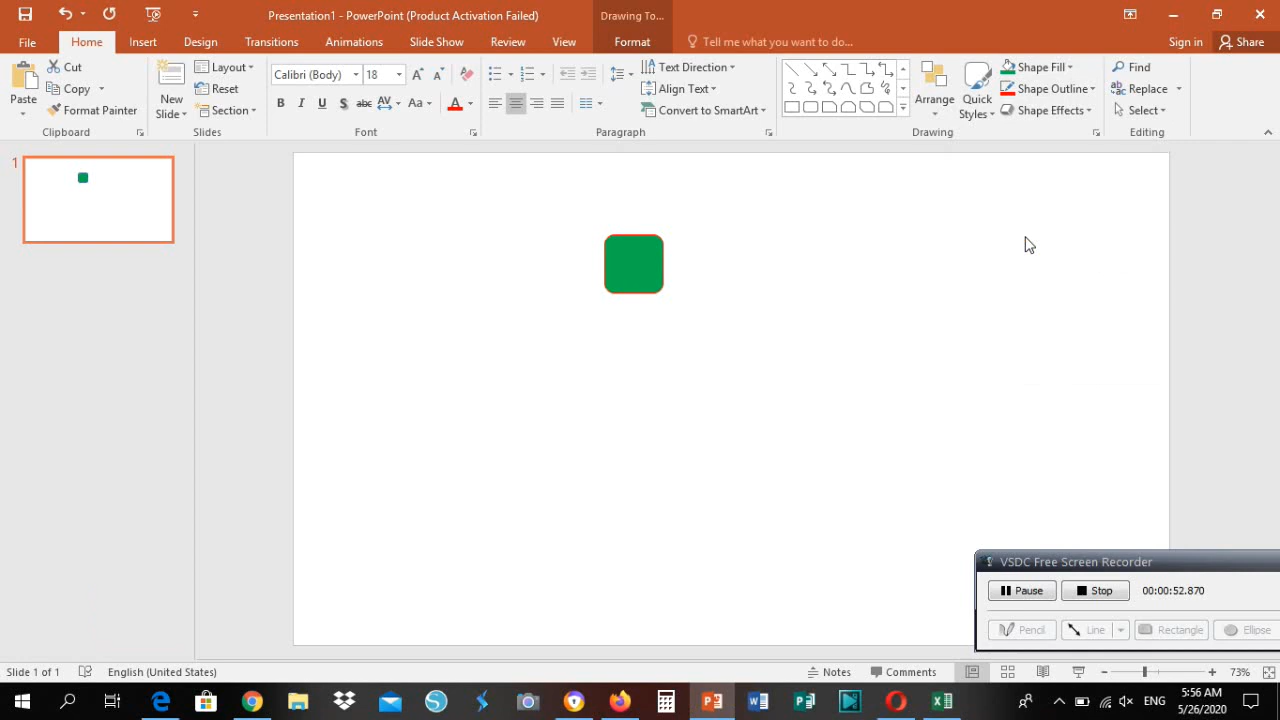 Presentation1 - PowerPoint (Product Activation Failed)
Drawing To...
File
Home
Insert
Design
Transitions
Animations
Slide Show
Review
View
Format
Tell me what you want to do...
Sign in
Share
Paste
Cut
Copy
Format Painter
Clipboard
New
Slide
Layout
Reset
Section
Slides
Calibri (Body)
18
B I U S abc AV Aa A
Font
Text Direction
Align Text
Convert to SmartArt
Paragraph
Arrange
Quick
Styles
Shape Fill
Shape Outline
Shape Effects
Drawing
Find
Replace
Select
Editing
1
VSDC Free Screen Recorder
Pause
Stop
00:00:52.870
Pencil
Line
Rectangle
Ellipse
Slide 1 of 1
English (United States)
Notes
Comments
73%
ENG
5:56 AM
5/26/2020